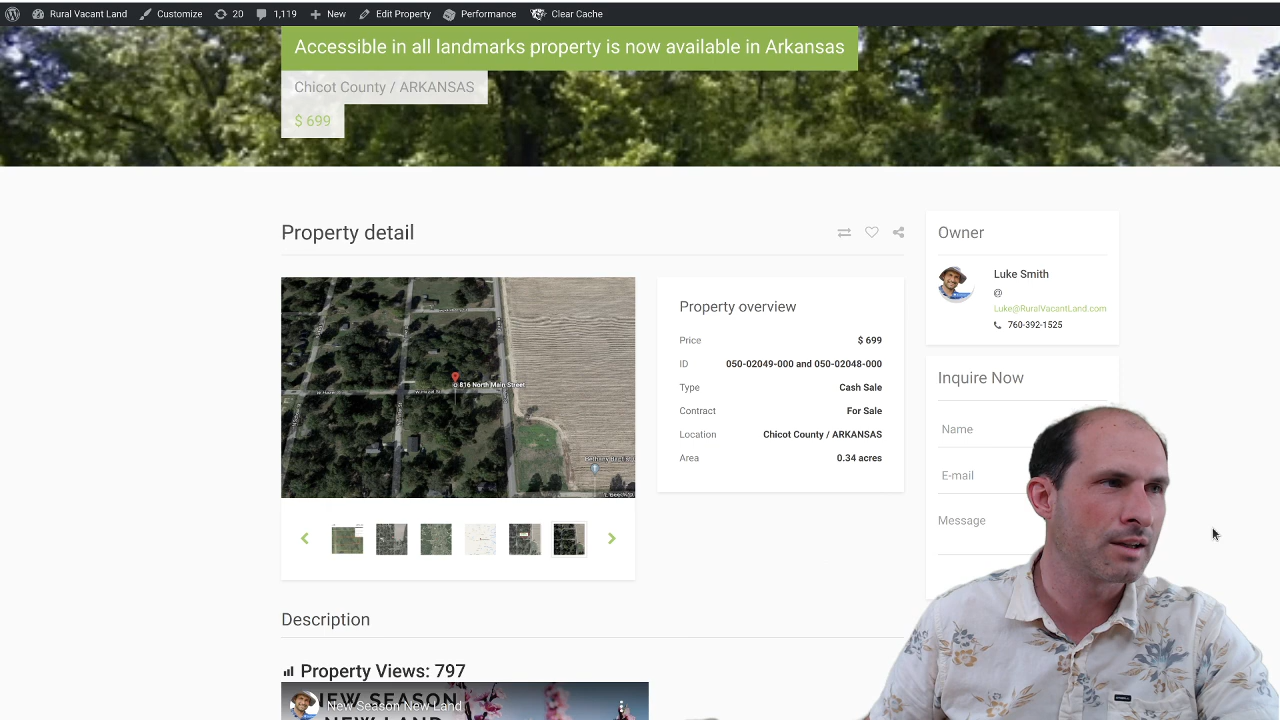 Rural Vacant Land Customize 20 1,119 New Edit Property Performance Clear Cache
Accessible in all landmarks property is now available in Arkansas
Chicot County / ARKANSAS
$ 699
Property detail
Owner
Luke Smith
@
Luke@RuralVacantLand.com
760-392-1525
816 North Main Street
Property overview
Price $ 699
ID 050-02049-000 and 050-02048-000
Type Cash Sale
Contract For Sale
Location Chicot County / ARKANSAS
Area 0.34 acres
Inquire Now
Name
E-mail
Message
Description
Property Views: 797
NEW SEASON
New Season New Land
NEW LAND